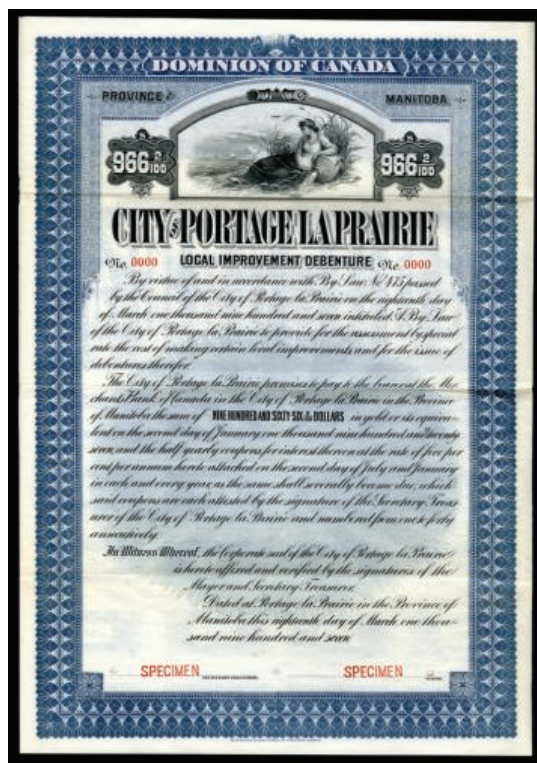 DOMINION OF CANADA
PROVINCE OF MANITOBA
$ 966 2/100 $ 966 2/100
CITY OF PORTAGE LA PRAIRIE
No. 0000 LOCAL IMPROVEMENT DEBENTURE No. 0000
By virtue of and in accordance with By-Law No. 475 passed
by the Council of the City of Portage la Prairie on the eighteenth day
of March one thousand nine hundred and seven intituled A By-Law
of the City of Portage la Prairie to provide for the assessment by special
rate the cost of making certain local improvements and for the issue of
debentures therefor.
The City of Portage la Prairie promises to pay to the bearer at the Mer-
chants Bank of Canada in the City of Portage la Prairie in the Province
of Manitoba the sum of NINE HUNDRED AND SIXTY SIX 2/100 DOLLARS in gold or its equiva-
lent on the second day of January one thousand nine hundred and twenty
seven, and the half yearly coupons for interest thereon at the rate of five per
cent per annum hereto attached on the second day of July and January
in each and every year, as the same shall severally become due, which
said coupons are each attested by the signature of the Secretary Treas-
urer of the City of Portage la Prairie and numbered from one to forty
consecutively.
In Witness Whereof, the Corporate seal of the City of Portage la Prairie
is hereto affixed and verified by the signatures of the
Mayor and Secretary Treasurer.
Dated at Portage la Prairie in the Province of
Manitoba this eighteenth day of March one thou-
sand nine hundred and seven
SPECIMEN SPECIMEN